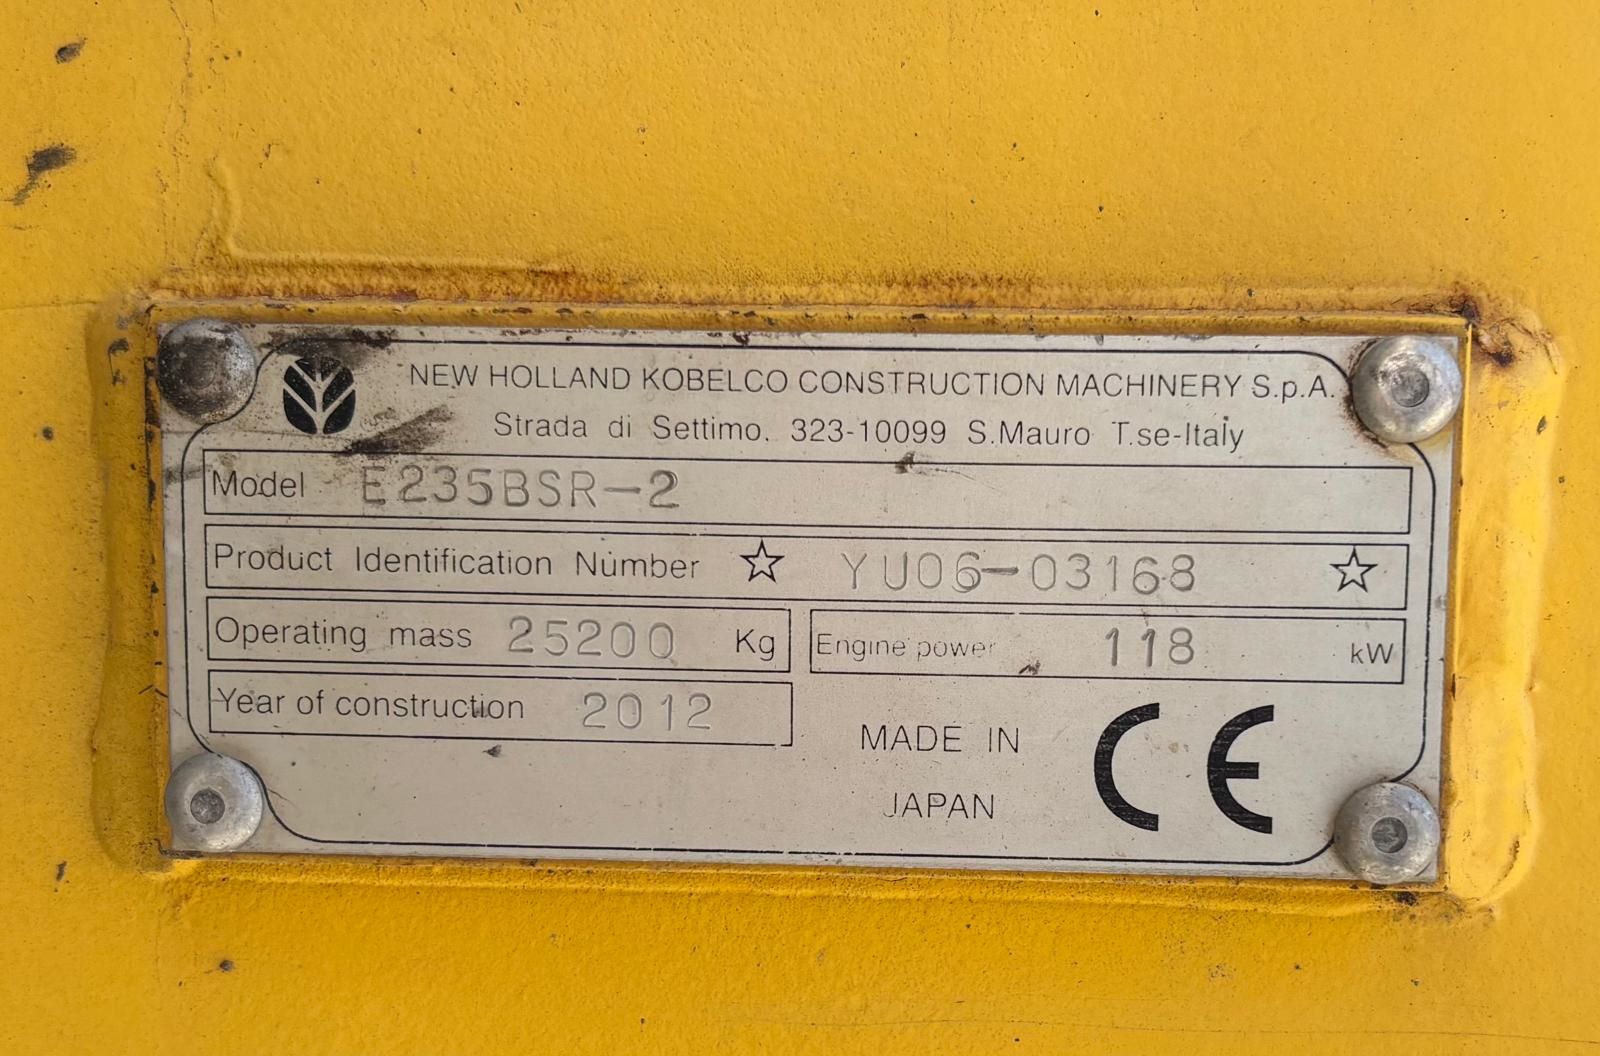 NEW HOLLAND KOBELCO CONSTRUCTION MACHINERY S.p.A.
Strada di Settimo. 323-10099 S.Mauro T.se-Italy
Model E235BSR-2
Product Identification Number ☆ YU06-03168 ☆
Operating mass 25200 Kg Engine power 118 kW
Year of construction 2012
MADE IN
JAPAN
CE